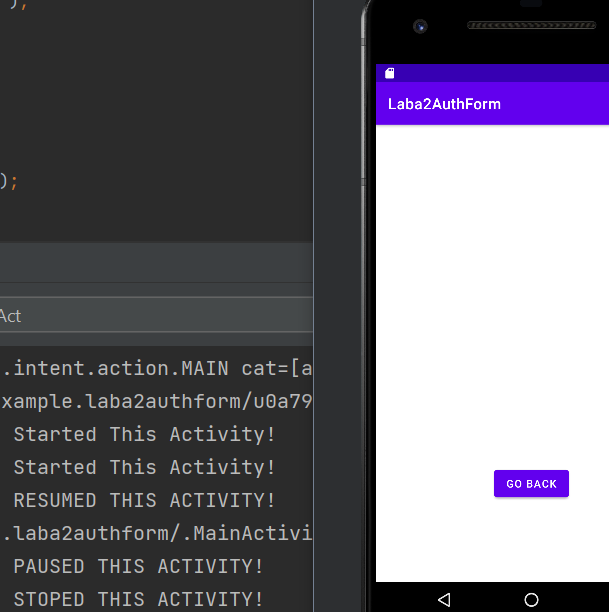 );
);
Act
.intent.action.MAIN cat=[a
xample.laba2authform/u0a79
Started This Activity!
Started This Activity!
RESUMED THIS ACTIVITY!
.laba2authform/.MainActivi
PAUSED THIS ACTIVITY!
STOPED THIS ACTIVITY!
Laba2AuthForm
GO BACK